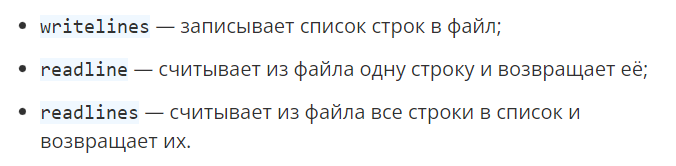 • writelines — записывает список строк в файл;
• readline — считывает из файла одну строку и возвращает её;
• readlines — считывает из файла все строки в список и
возвращает их.